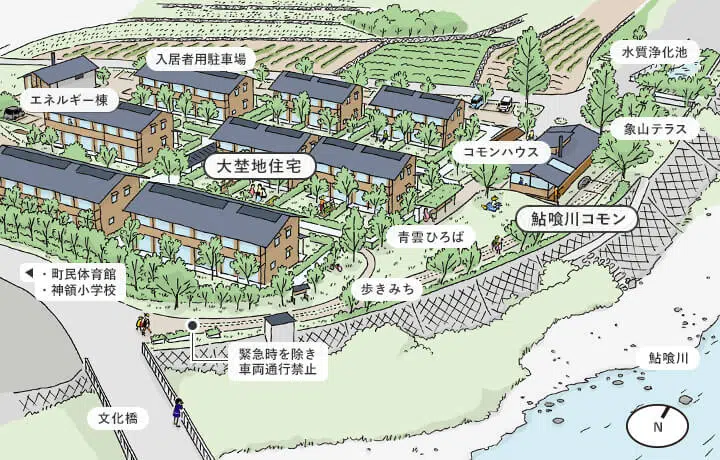 入居者用駐車場
水質浄化池
エネルギー棟
象山テラス
コモンハウス
大埜地住宅
鮎喰川コモン
青雲ひろば
・町民体育館
・神領小学校
歩きみち
緊急時を除き
車両通行禁止
鮎喰川
文化橋
N